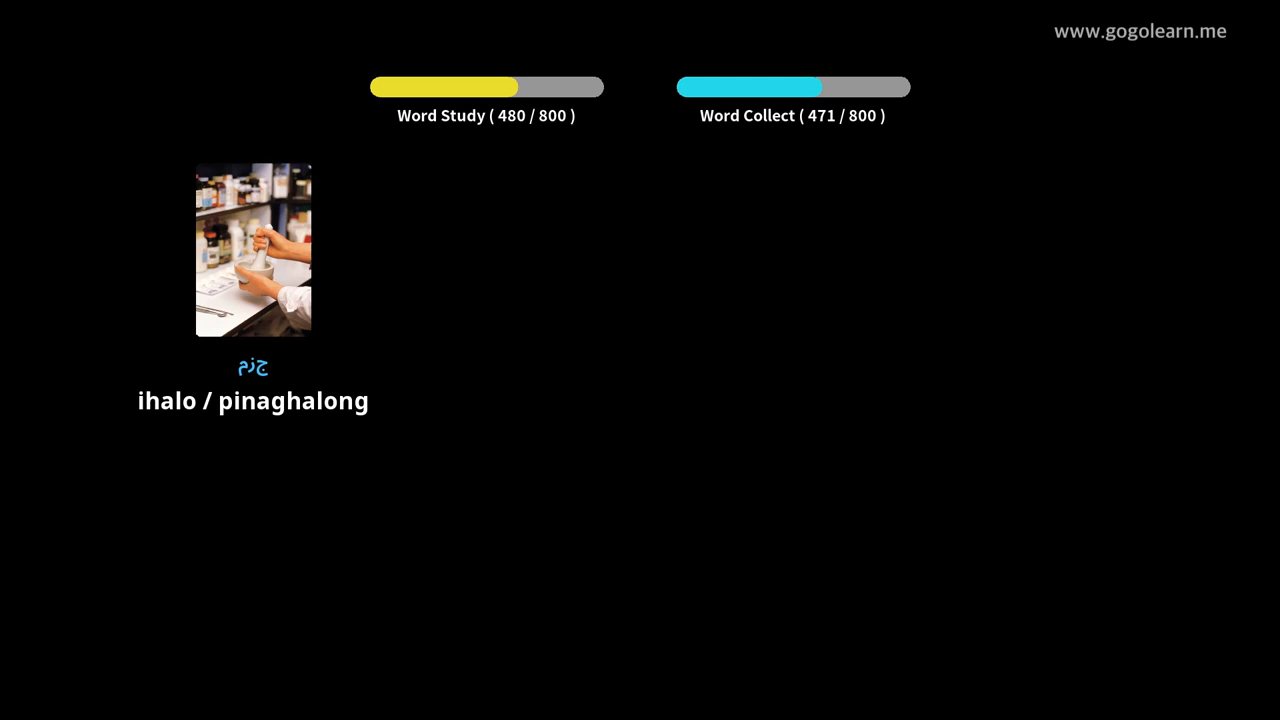 www.gogolearn.me
Word Study ( 480 / 800 )
Word Collect ( 471 / 800 )
جزم
ihalo / pinaghalong